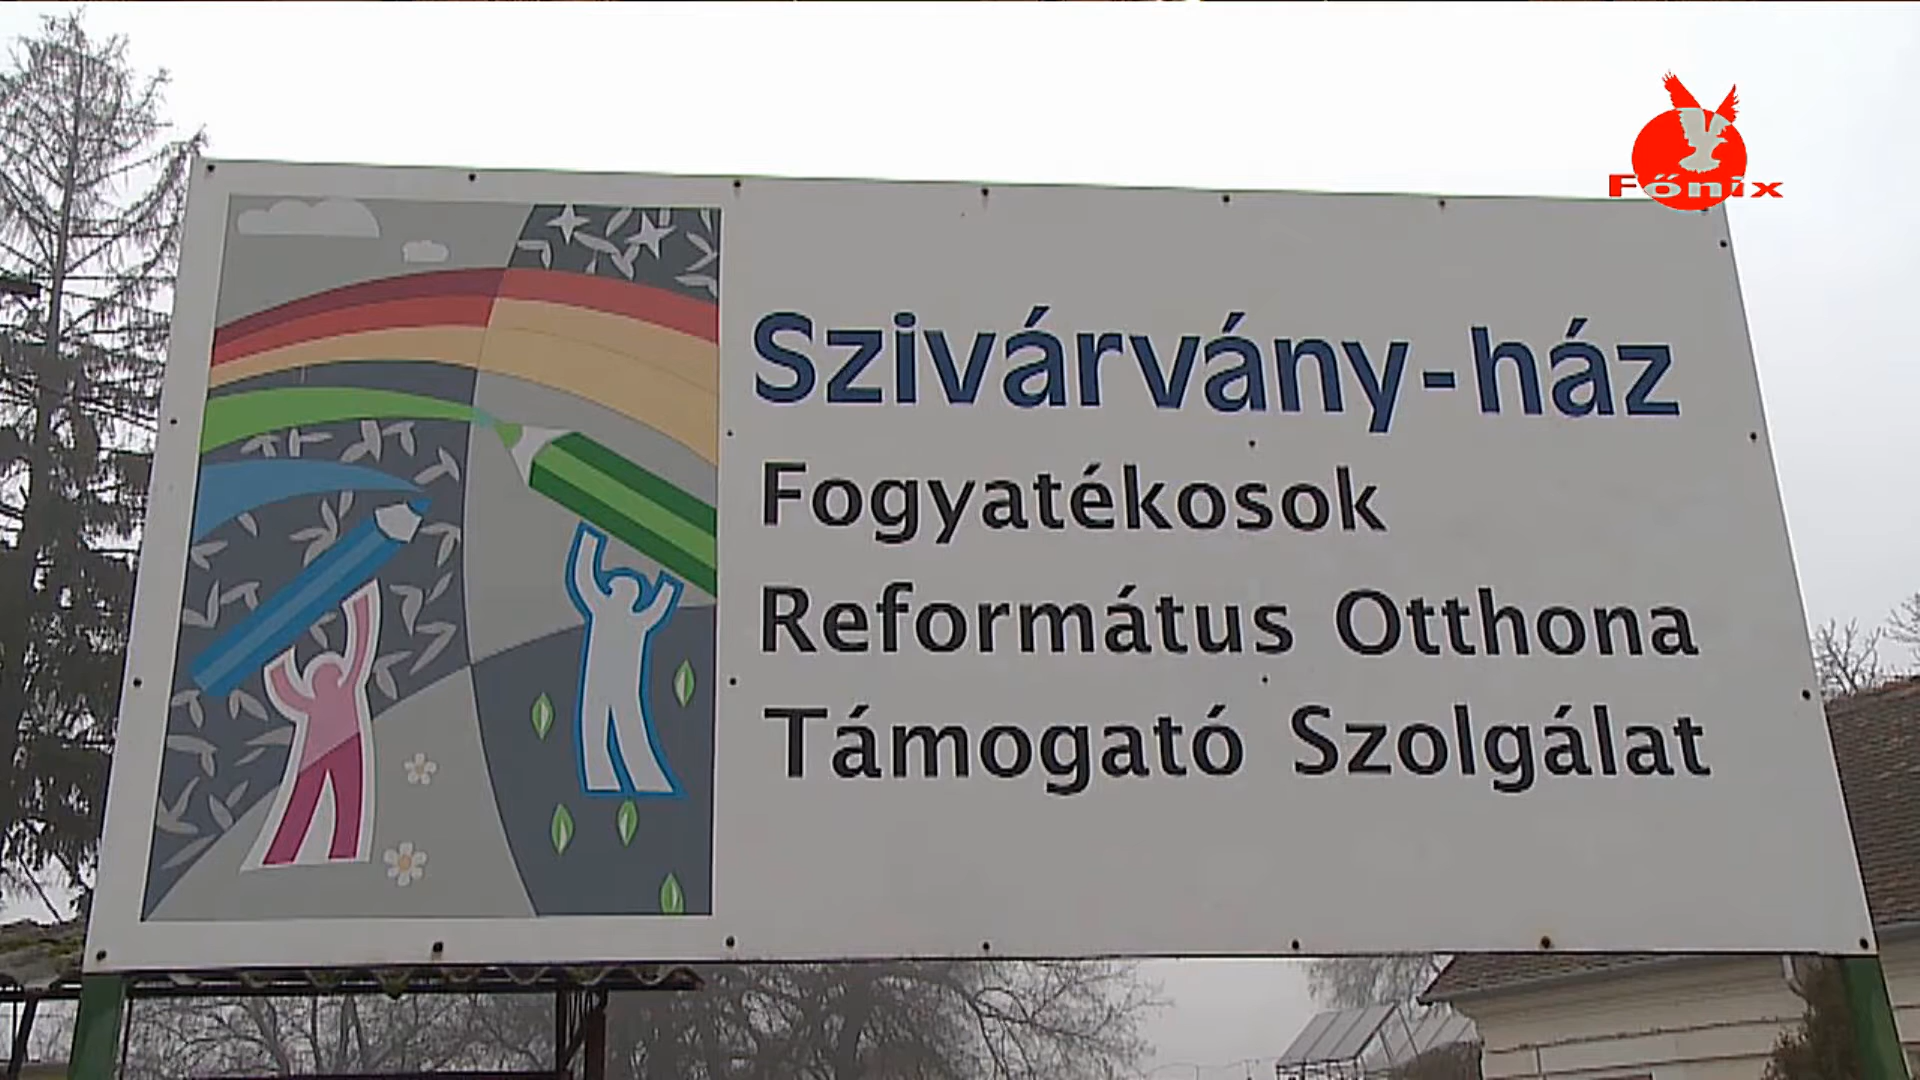 Főnix
Szivárvány-ház
Fogyatékosok
Református Otthona
Támogató Szolgálat